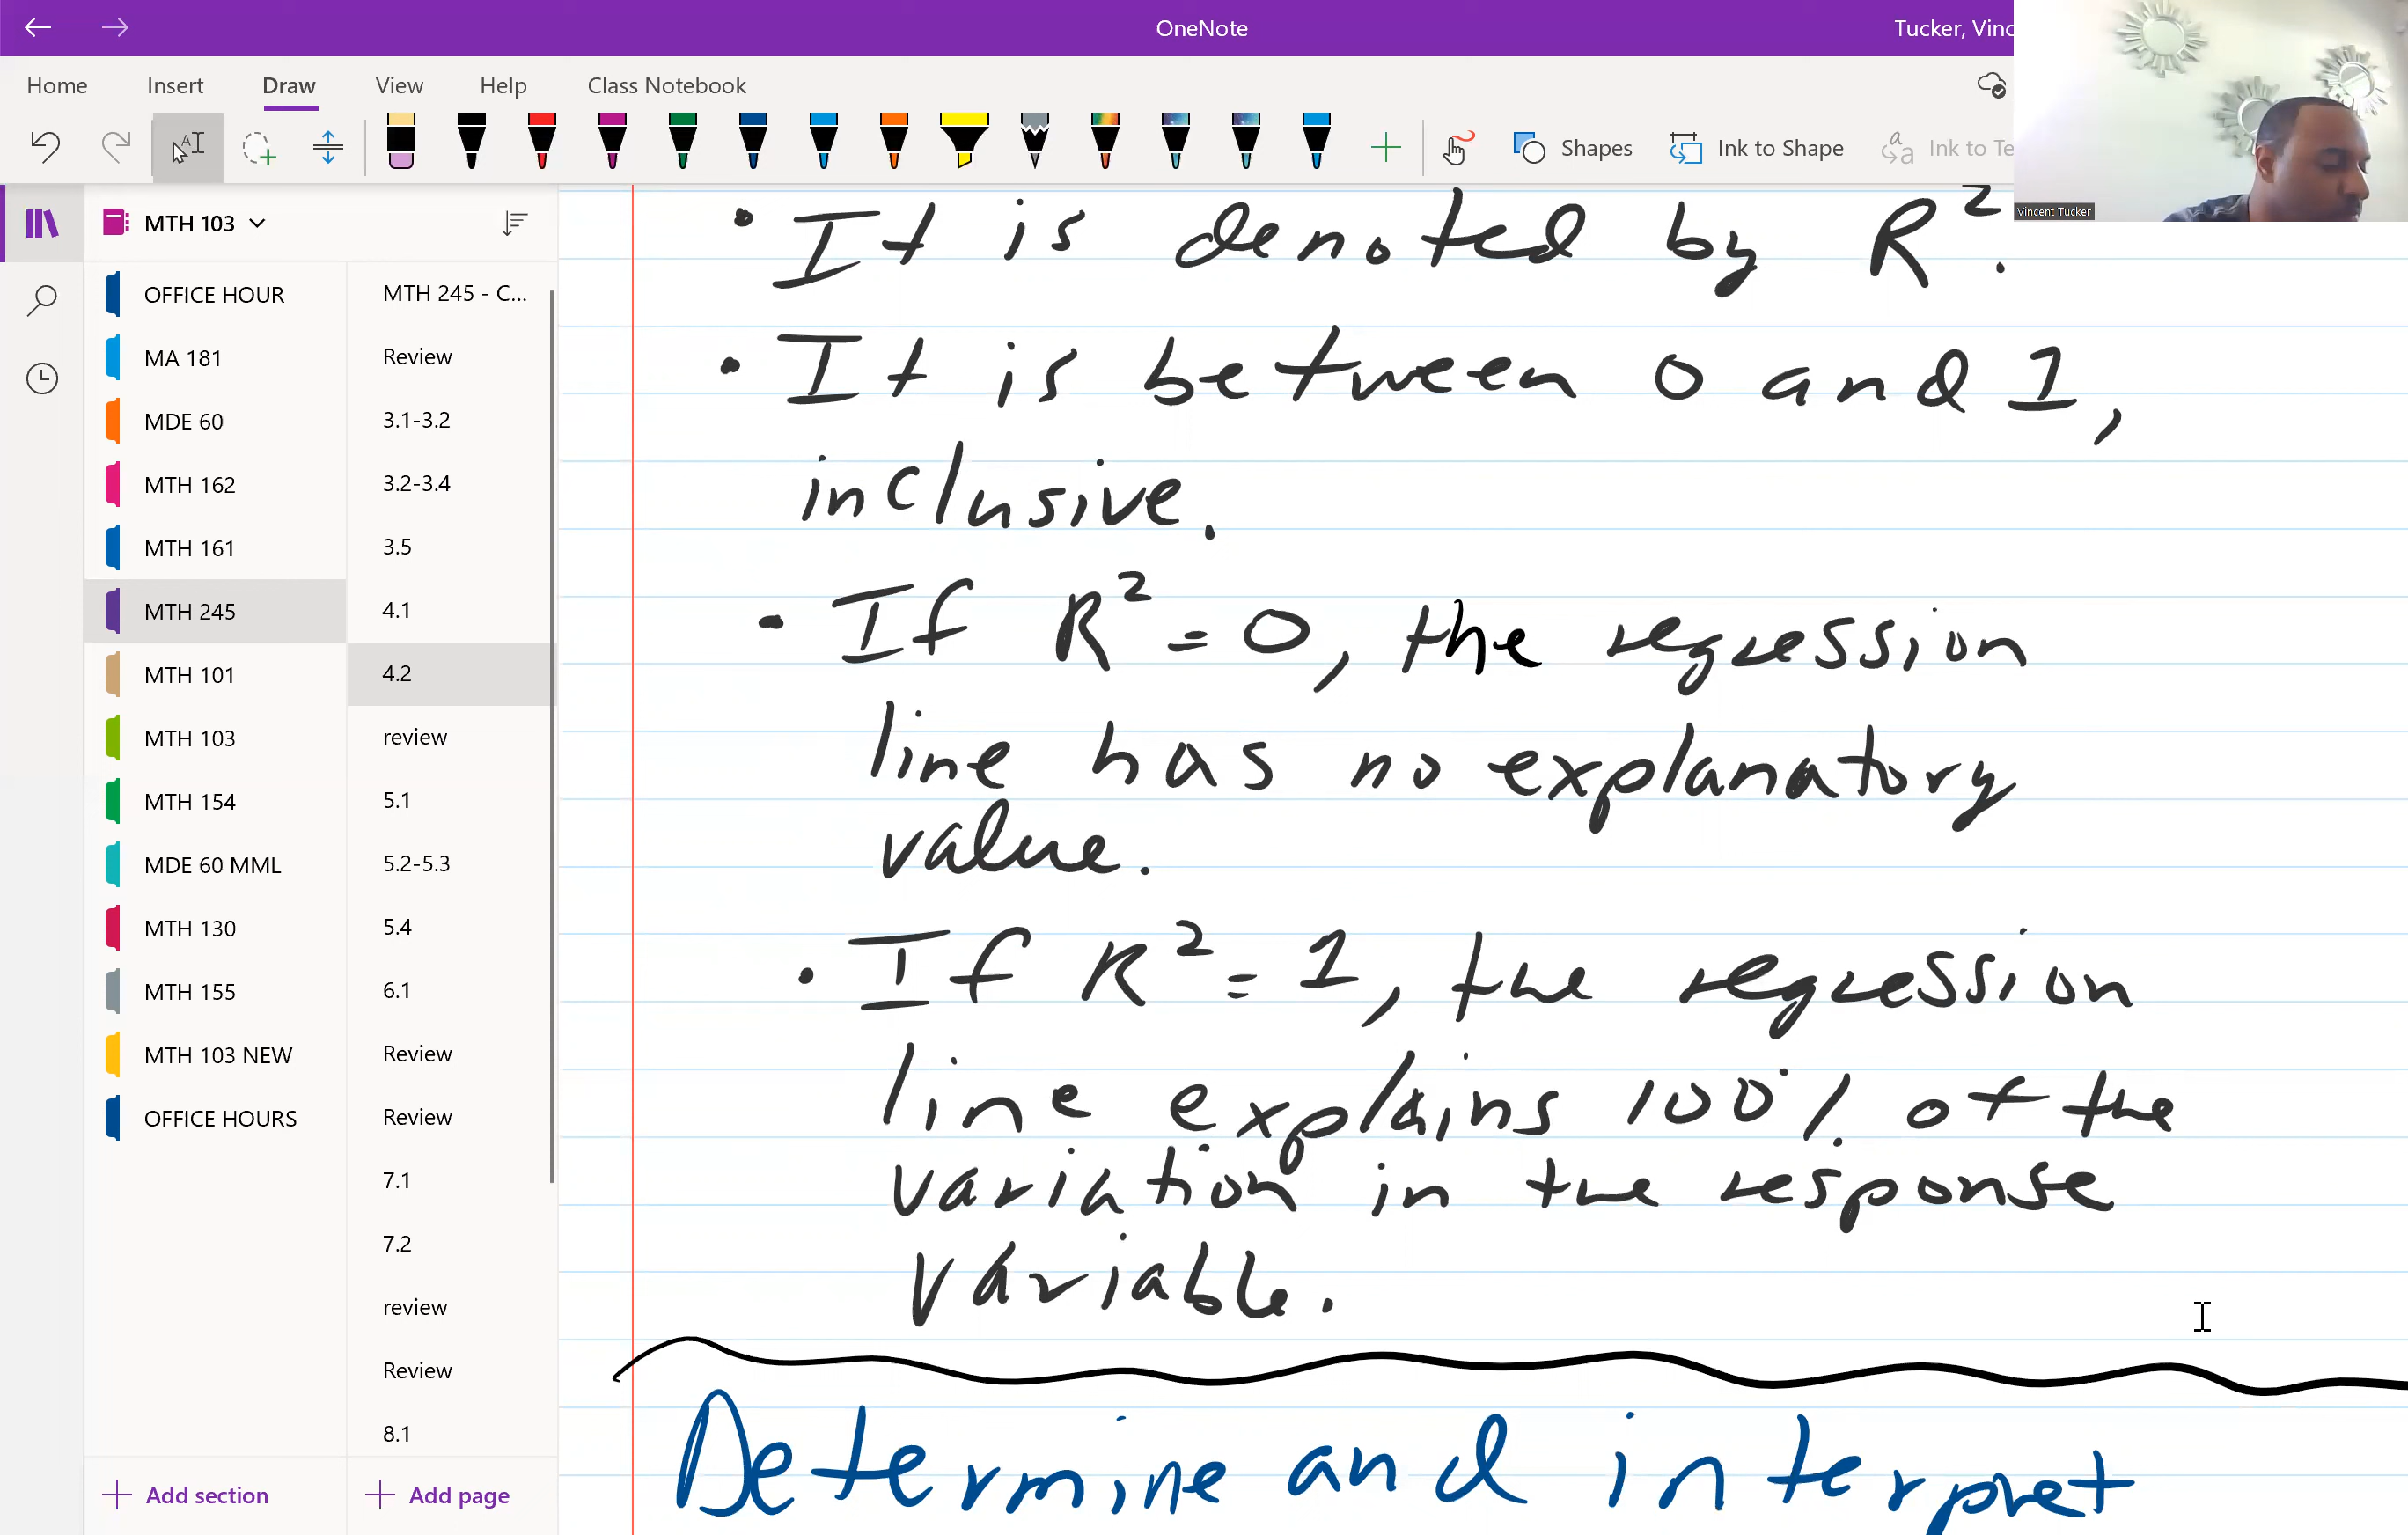 OneNote
Tucker, Vinc
Vincent Tucker
Home Insert Draw View Help Class Notebook
Shapes Ink to Shape Ink to Te
MTH 103
OFFICE HOUR
MA 181
MDE 60
MTH 162
MTH 161
MTH 245
MTH 101
MTH 103
MTH 154
MDE 60 MML
MTH 130
MTH 155
MTH 103 NEW
OFFICE HOURS
Add section
MTH 245 - C...
Review
3.1-3.2
3.2-3.4
3.5
4.1
4.2
review
5.1
5.2-5.3
5.4
6.1
Review
Review
7.1
7.2
review
Review
8.1
Add page
• It is denoted by R².
• It is between 0 and 1,
inclusive.
• If R² = 0, the regression
line has no explanatory
value.
• If R² = 1, the regression
line explains 100% of the
variation in the response
variable.
Determine and interpret